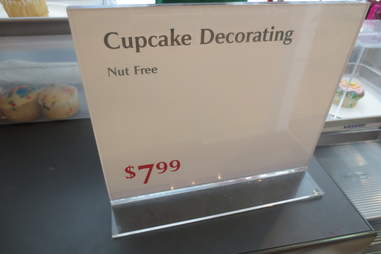 Cupcake Decorating
Nut Free
$7.99